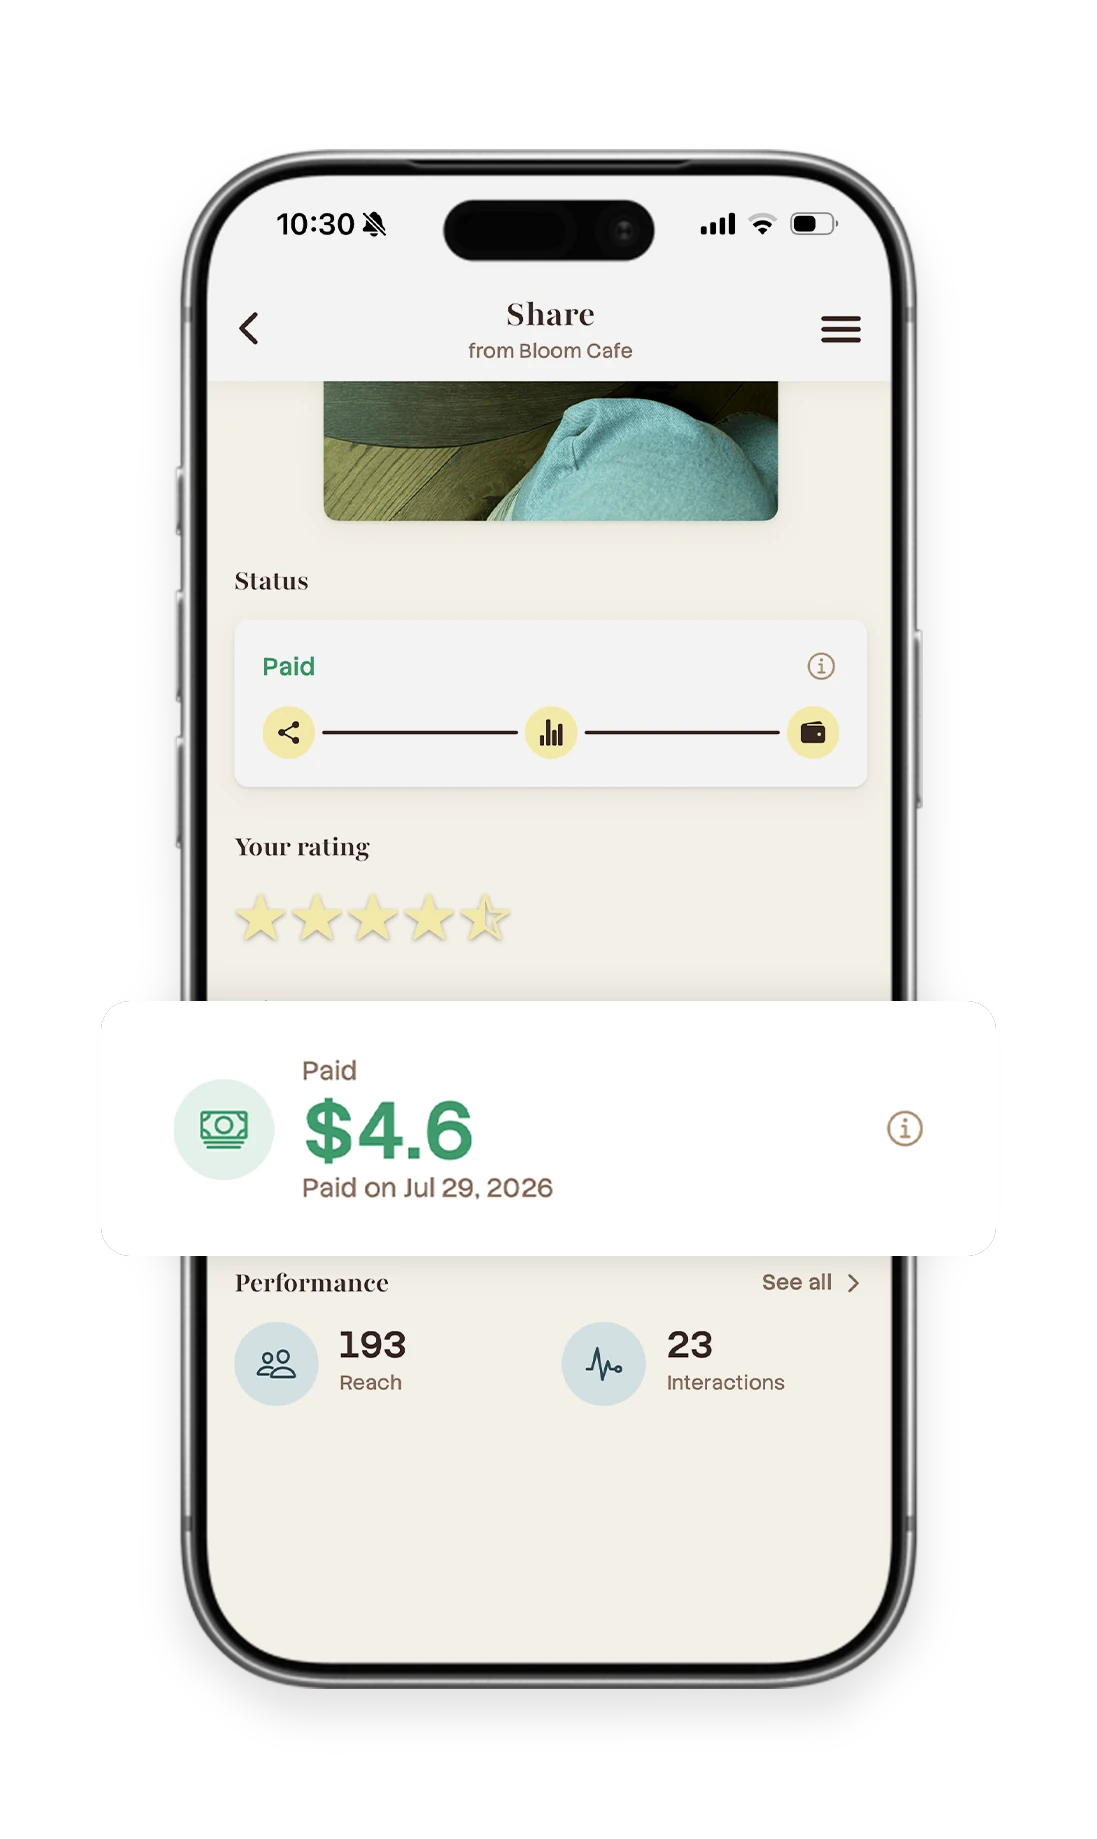 10:30
Share
from Bloom Cafe
Status
Paid
Your rating
Paid
$4.6
Paid on Jul 29, 2026
Performance
See all
193
Reach
23
Interactions